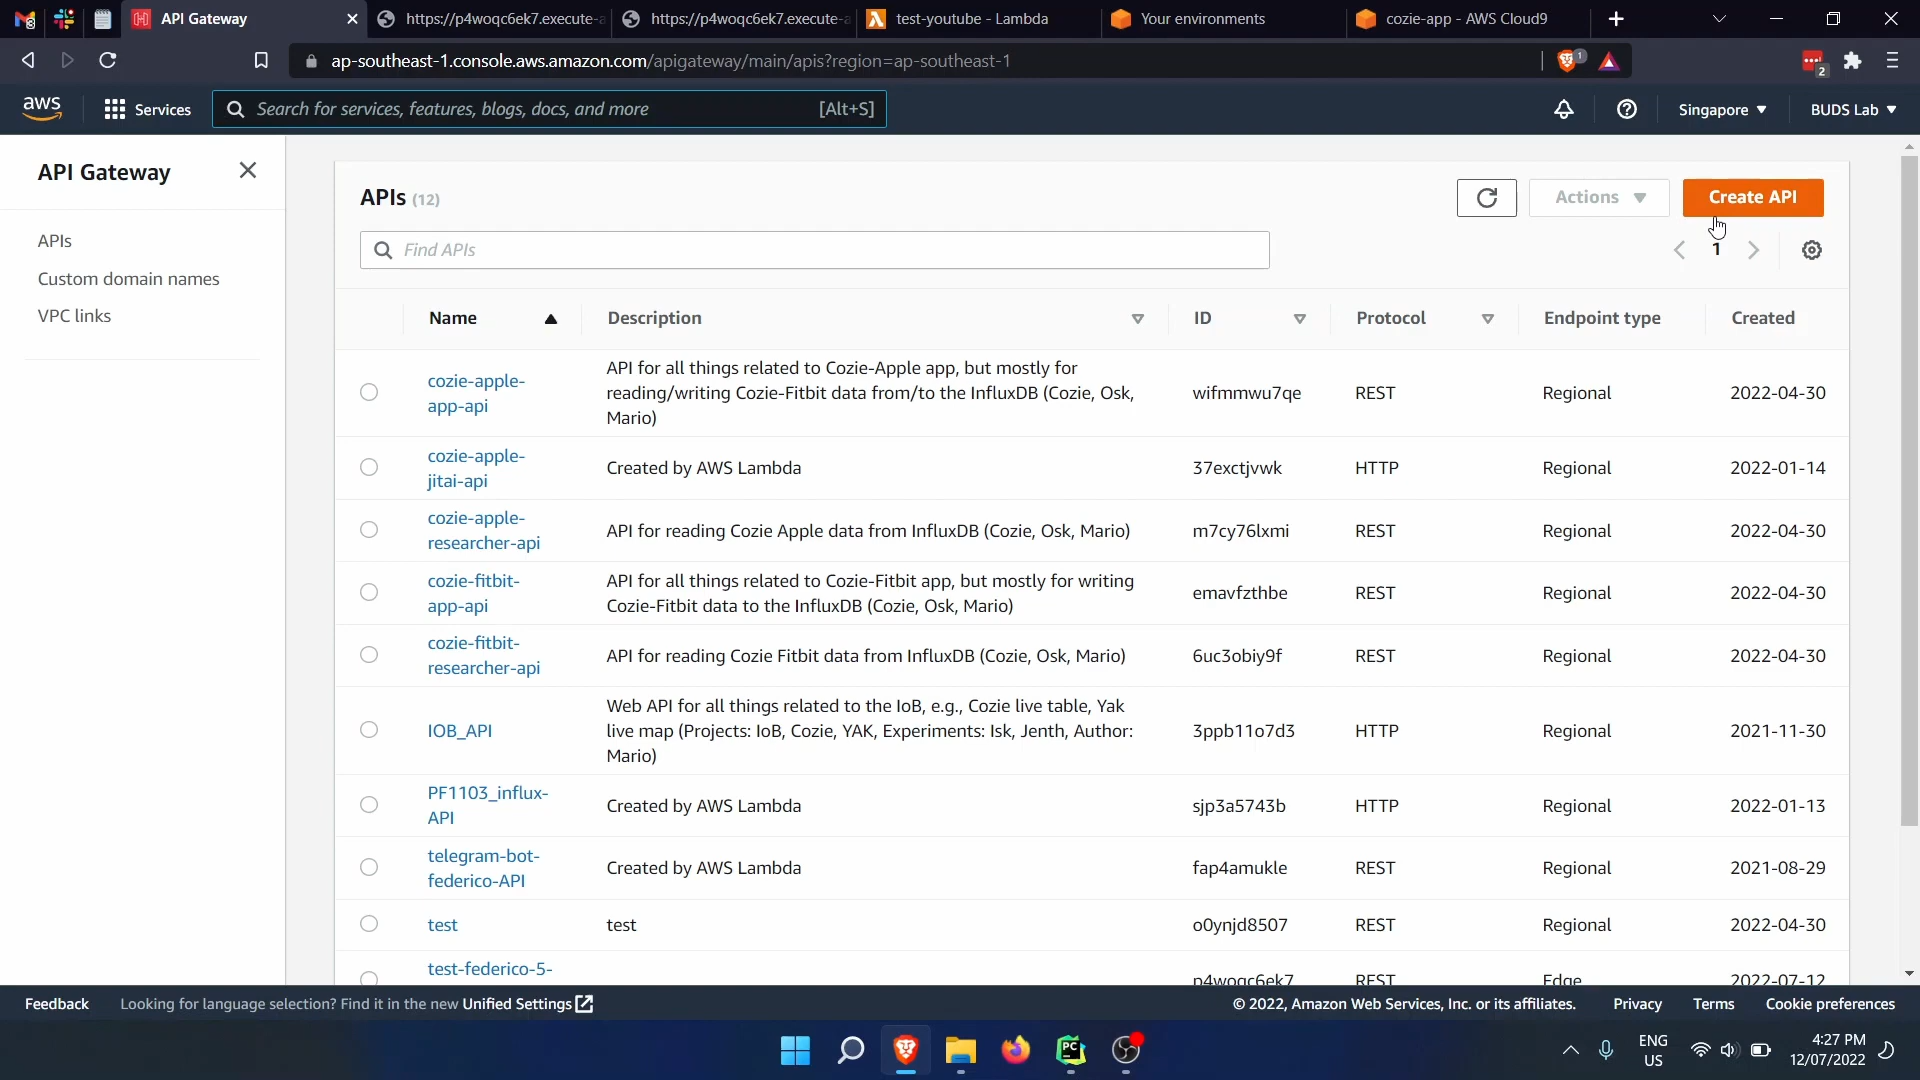 API Gateway
https://p4woqc6ek7.execute-a
https://p4woqc6ek7.execute-a
test-youtube - Lambda
Your environments
cozie-app - AWS Cloud9
ap-southeast-1.console.aws.amazon.com/apigateway/main/apis?region=ap-southeast-1
1
2
aws
Services
Search for services, features, blogs, docs, and more
[Alt+S]
Singapore
BUDS Lab
API Gateway
APIs
Custom domain names
VPC links
APIs (12)
Actions
Create API
Find APIs
1
Name
Description
ID
Protocol
Endpoint type
Created
cozie-apple-
app-api
API for all things related to Cozie-Apple app, but mostly for
reading/writing Cozie-Fitbit data from/to the InfluxDB (Cozie, Osk,
Mario)
wifmmwu7qe
REST
Regional
2022-04-30
cozie-apple-
jitai-api
Created by AWS Lambda
37exctjvwk
HTTP
Regional
2022-01-14
cozie-apple-
researcher-api
API for reading Cozie Apple data from InfluxDB (Cozie, Osk, Mario)
m7cy76lxmi
REST
Regional
2022-04-30
cozie-fitbit-
app-api
API for all things related to Cozie-Fitbit app, but mostly for writing
Cozie-Fitbit data to the InfluxDB (Cozie, Osk, Mario)
emavfzthbe
REST
Regional
2022-04-30
cozie-fitbit-
researcher-api
API for reading Cozie Fitbit data from InfluxDB (Cozie, Osk, Mario)
6uc3obiy9f
REST
Regional
2022-04-30
IOB_API
Web API for all things related to the IoB, e.g., Cozie live table, Yak
live map (Projects: IoB, Cozie, YAK, Experiments: Isk, Jenth, Author:
Mario)
3ppb11o7d3
HTTP
Regional
2021-11-30
PF1103_influx-
API
Created by AWS Lambda
sjp3a5743b
HTTP
Regional
2022-01-13
telegram-bot-
federico-API
Created by AWS Lambda
fap4amukle
REST
Regional
2021-08-29
test
test
o0ynjd8507
REST
Regional
2022-04-30
test-federico-5-
p4woqc6ek7
REST
Edge
2022-07-12
Feedback
Looking for language selection? Find it in the new Unified Settings
© 2022, Amazon Web Services, Inc. or its affiliates.
Privacy
Terms
Cookie preferences
PC
ENG
US
4:27 PM
12/07/2022